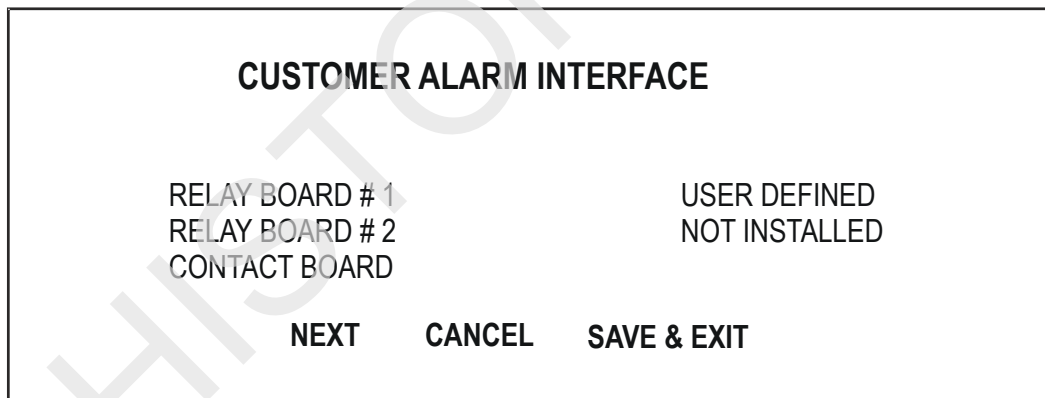 CUSTOMER ALARM INTERFACE
RELAY BOARD # 1 USER DEFINED
RELAY BOARD # 2 NOT INSTALLED
CONTACT BOARD
NEXT CANCEL SAVE & EXIT